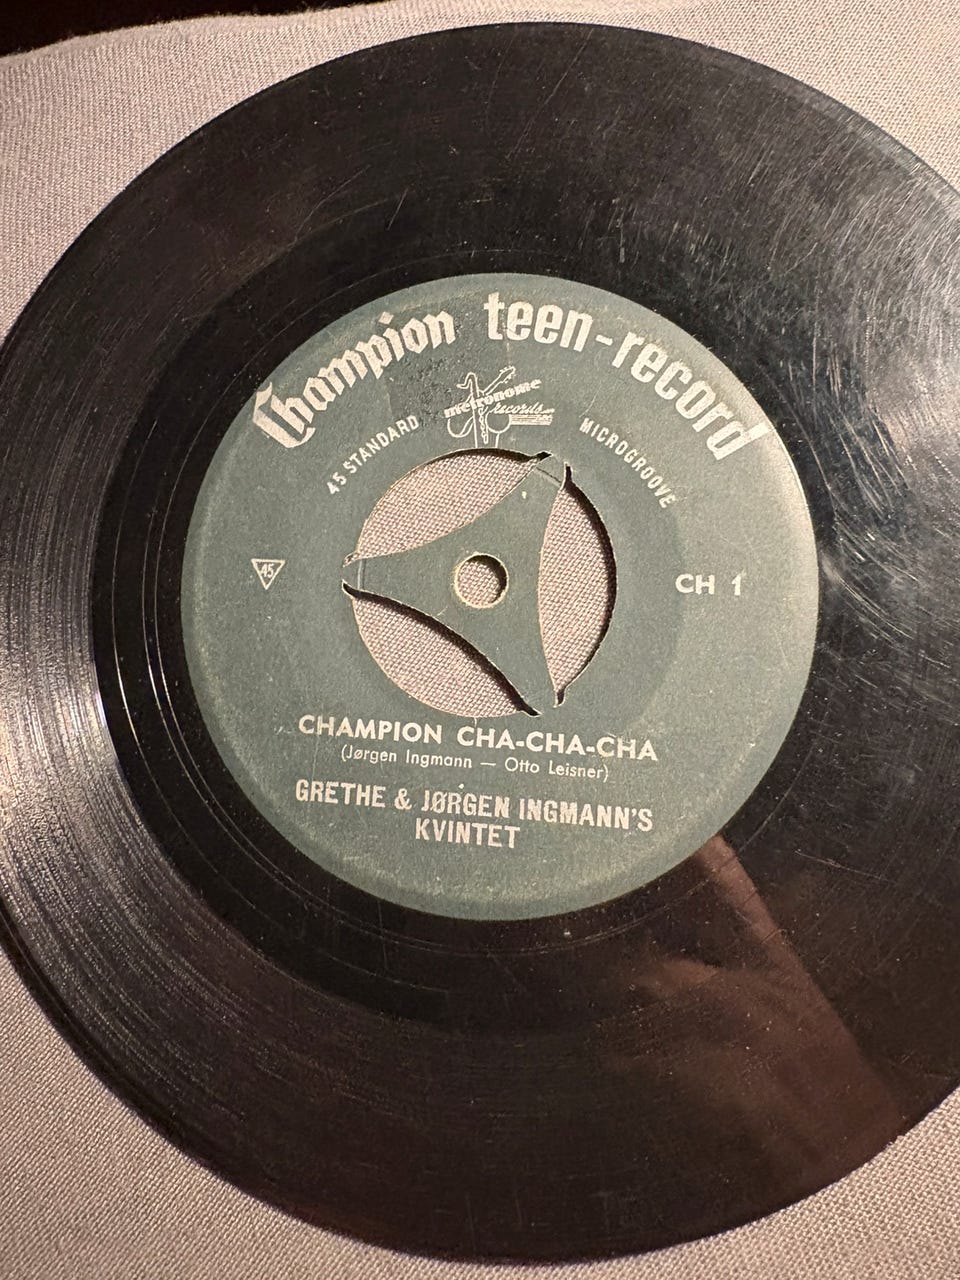 Champion teen-record
metronome
records
45 STANDARD
MICROGROOVE
45
CH 1
CHAMPION CHA-CHA-CHA
(Jørgen Ingmann — Otto Leisner)
GRETHE & JØRGEN INGMANN'S
KVINTET